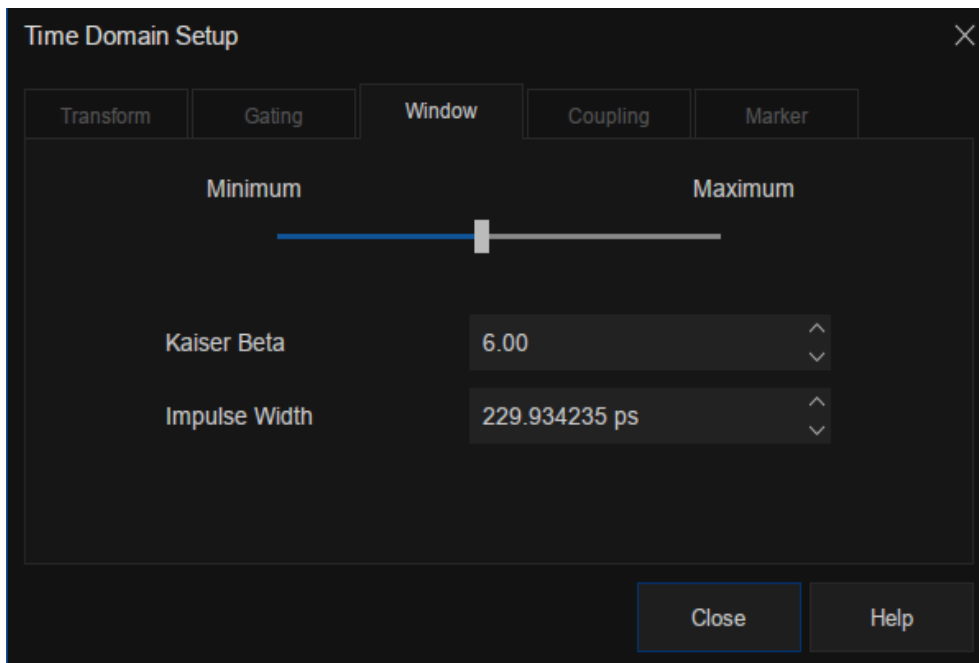 Time Domain Setup
Transform Gating Window Coupling Marker
Minimum Maximum
Kaiser Beta 6.00
Impulse Width 229.934235 ps
Close Help